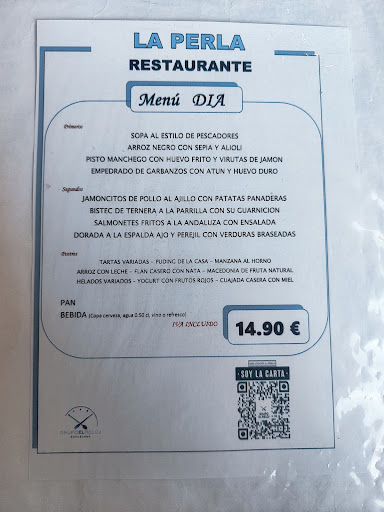 LA PERLA
RESTAURANTE
Menú DIA
Primeros
SOPA AL ESTILO DE PESCADORES
ARROZ NEGRO CON SEPIA Y ALIOLI
PISTO MANCHEGO CON HUEVO FRITO Y VIRUTAS DE JAMON
EMPEDRADO DE GARBANZOS CON ATUN Y HUEVO DURO
Segundos
JAMONCITOS DE POLLO AL AJILLO CON PATATAS PANADERAS
BISTEC DE TERNERA A LA PARRILLA CON SU GUARNICION
SALMONETES FRITOS A LA ANDALUZA CON ENSALADA
DORADA A LA ESPALDA AJO Y PEREJIL CON VERDURAS BRASEADAS
Postres
TARTAS VARIADAS - PUDING DE LA CASA - MANZANA AL HORNO
ARROZ CON LECHE - FLAN CASERO CON NATA - MACEDONIA DE FRUTA NATURAL
HELADOS VARIADOS - YOGURT CON FRUTOS ROJOS - CUAJADA CASERA CON MIEL
PAN
BEBIDA (Copa cerveza, agua 0.50 cl, vino o refresco)
IVA INCLUIDO
14.90 €
SOY LA CARTA